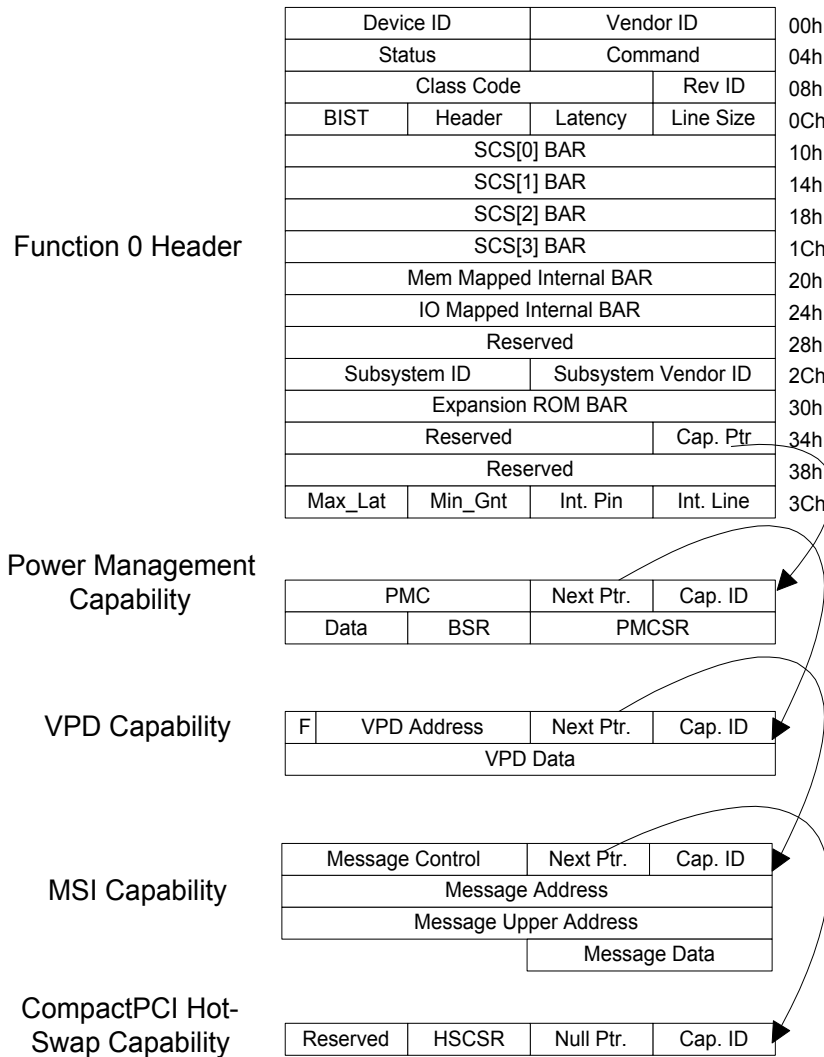 Device ID Vendor ID 00h
Status Command 04h
Class Code Rev ID 08h
BIST Header Latency Line Size 0Ch
SCS[0] BAR 10h
SCS[1] BAR 14h
SCS[2] BAR 18h
Function 0 Header SCS[3] BAR 1Ch
Mem Mapped Internal BAR 20h
IO Mapped Internal BAR 24h
Reserved 28h
Subsystem ID Subsystem Vendor ID 2Ch
Expansion ROM BAR 30h
Reserved Cap. Ptr 34h
Reserved 38h
Max_Lat Min_Gnt Int. Pin Int. Line 3Ch
Power Management
Capability
PMC Next Ptr. Cap. ID
Data BSR PMCSR
VPD Capability
F VPD Address Next Ptr. Cap. ID
VPD Data
MSI Capability
Message Control Next Ptr. Cap. ID
Message Address
Message Upper Address
Message Data
CompactPCI Hot-
Swap Capability
Reserved HSCSR Null Ptr. Cap. ID